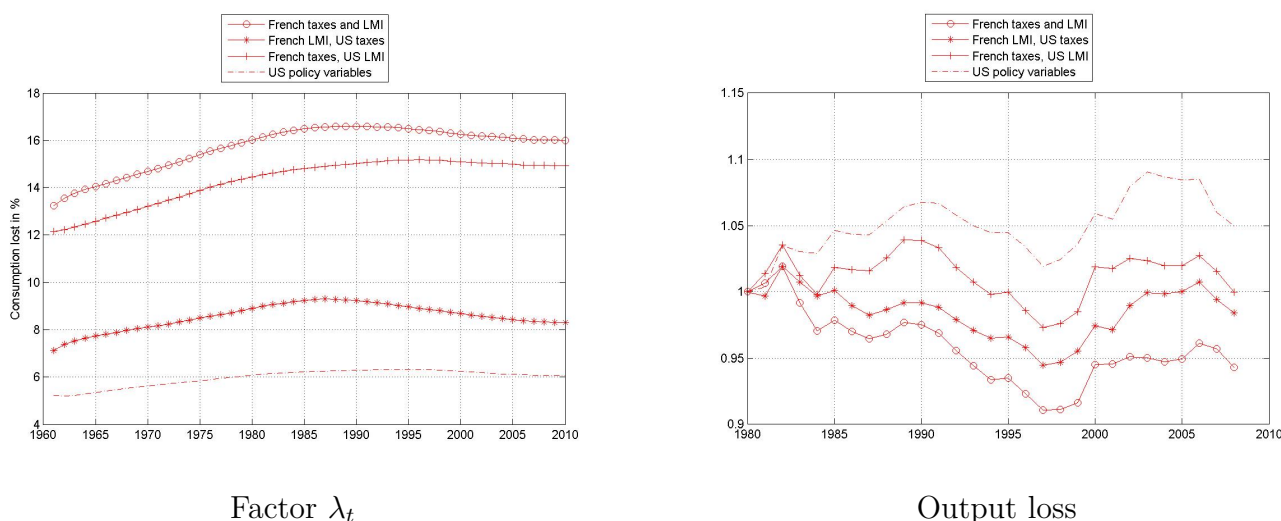 French taxes and LMI
French LMI, US taxes
French taxes, US LMI
US policy variables
Consumption lost in %
18
16
14
12
10
8
6
4
1960 1965 1970 1975 1980 1985 1990 1995 2000 2005 2010
Factor λt
French taxes and LMI
French LMI, US taxes
French taxes, US LMI
US policy variables
1.15
1.1
1.05
1
0.95
0.9
1980 1985 1990 1995 2000 2005 2010
Output loss